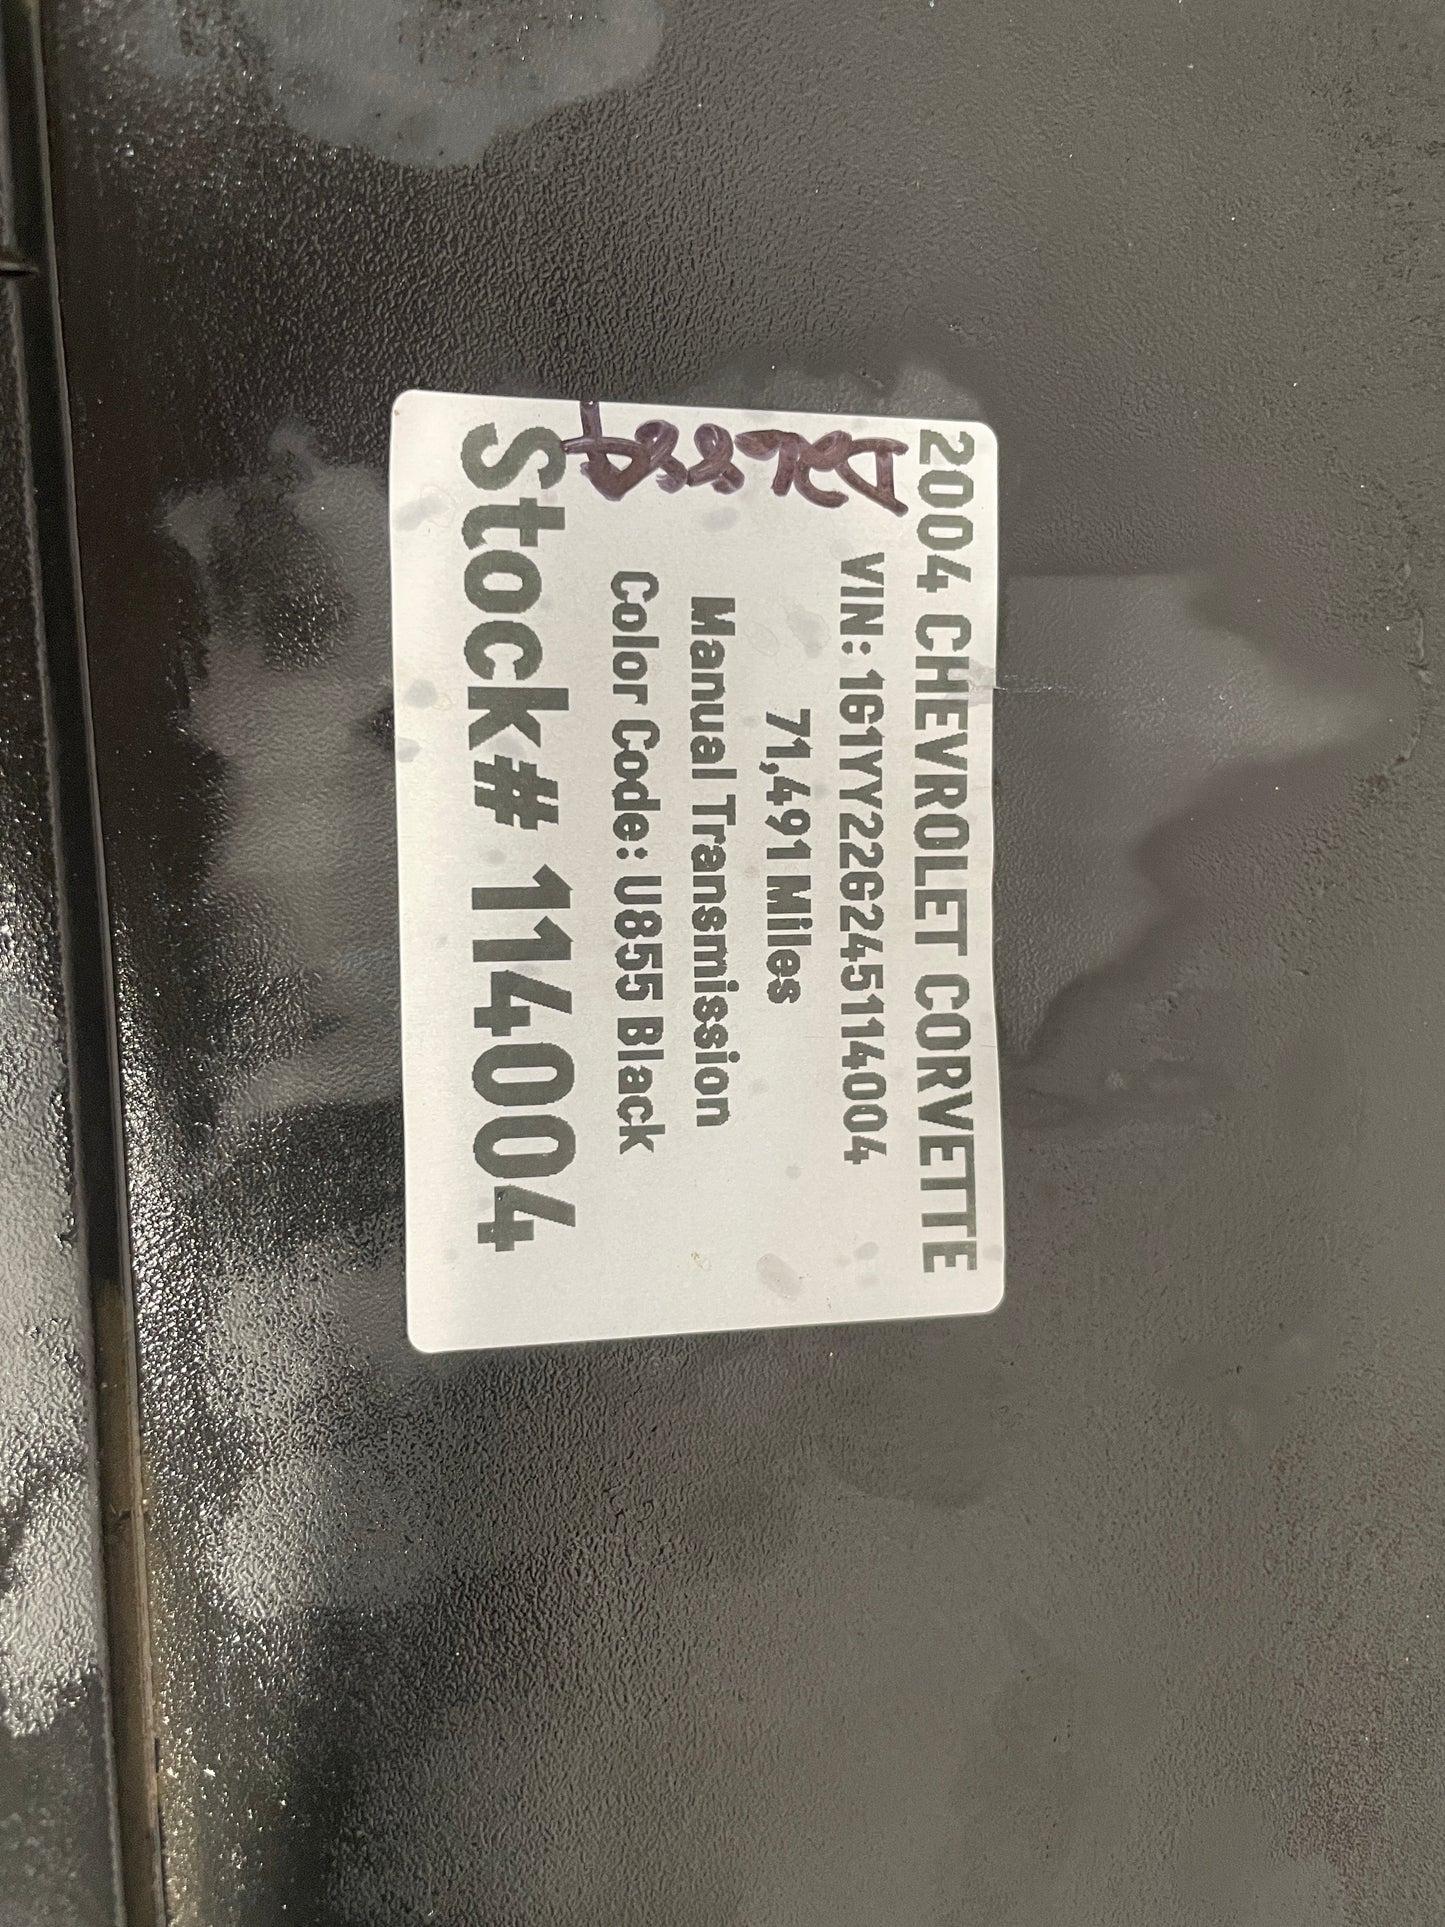 2004 CHEVROLET CORVETTE
VIN: 1G1YY22G245114004
71,491 Miles
Manual Transmission
Color Code: U855 Black
Stock# 114004